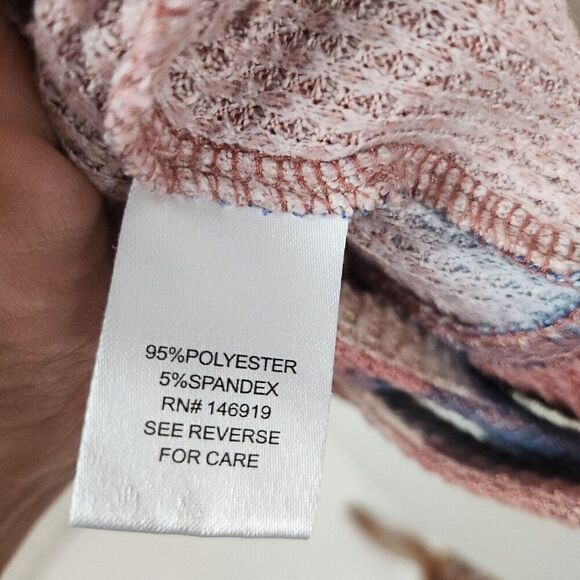 95%POLYESTER
5%SPANDEX
RN# 146919
SEE REVERSE
FOR CARE